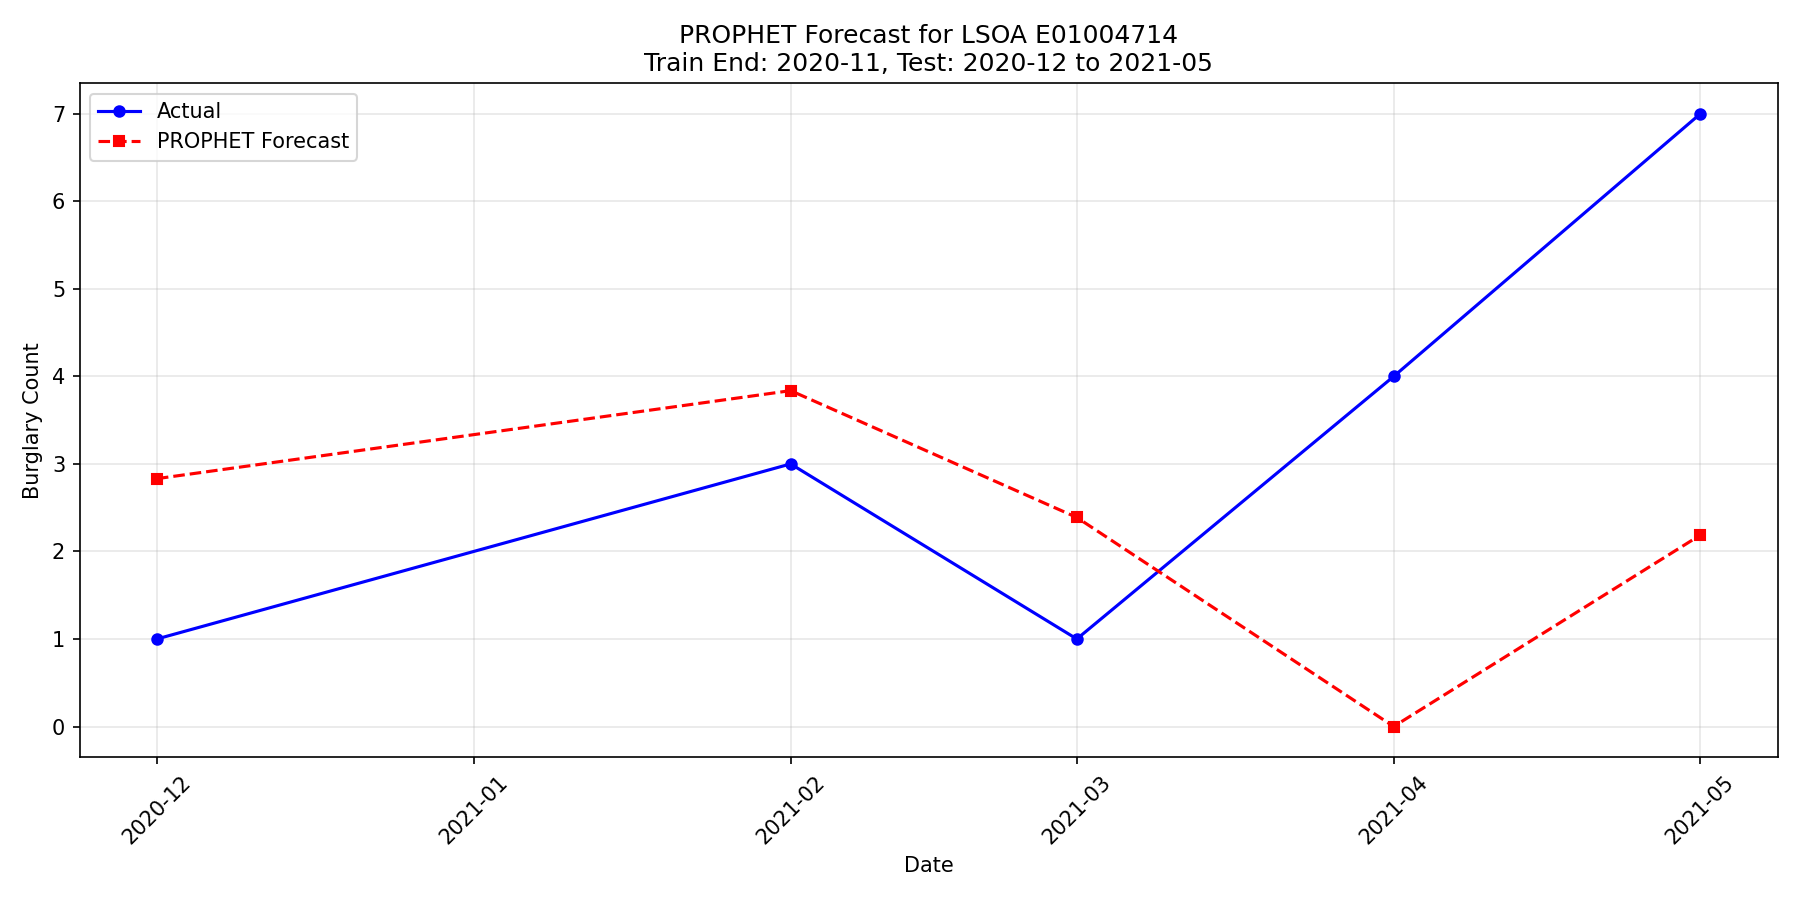 PROPHET Forecast for LSOA E01004714
Train End: 2020-11, Test: 2020-12 to 2021-05
Actual
PROPHET Forecast
Burglary Count
7
6
5
4
3
2
1
0
2020-12
2021-01
2021-02
2021-03
2021-04
2021-05
Date